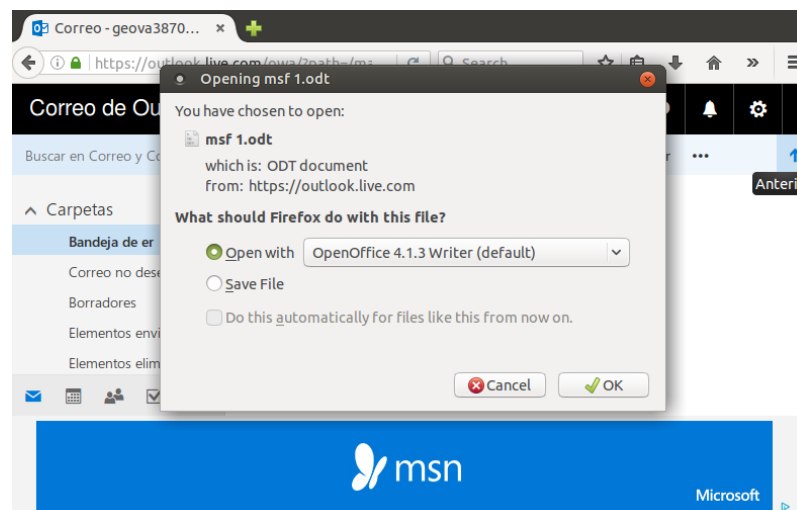 Correo - geova3870...
https://outlook.live.com/owa/?path=/ma
Search
Opening msf 1.odt
Correo de Ou
You have chosen to open:
msf 1.odt
which is: ODT document
from: https://outlook.live.com
What should Firefox do with this file?
Open with OpenOffice 4.1.3 Writer (default)
Save File
Do this automatically for files like this from now on.
Cancel OK
Buscar en Correo y Co
r
Anteri
Carpetas
Bandeja de er
Correo no dese
Borradores
Elementos envi
Elementos elim
msn
Microsoft